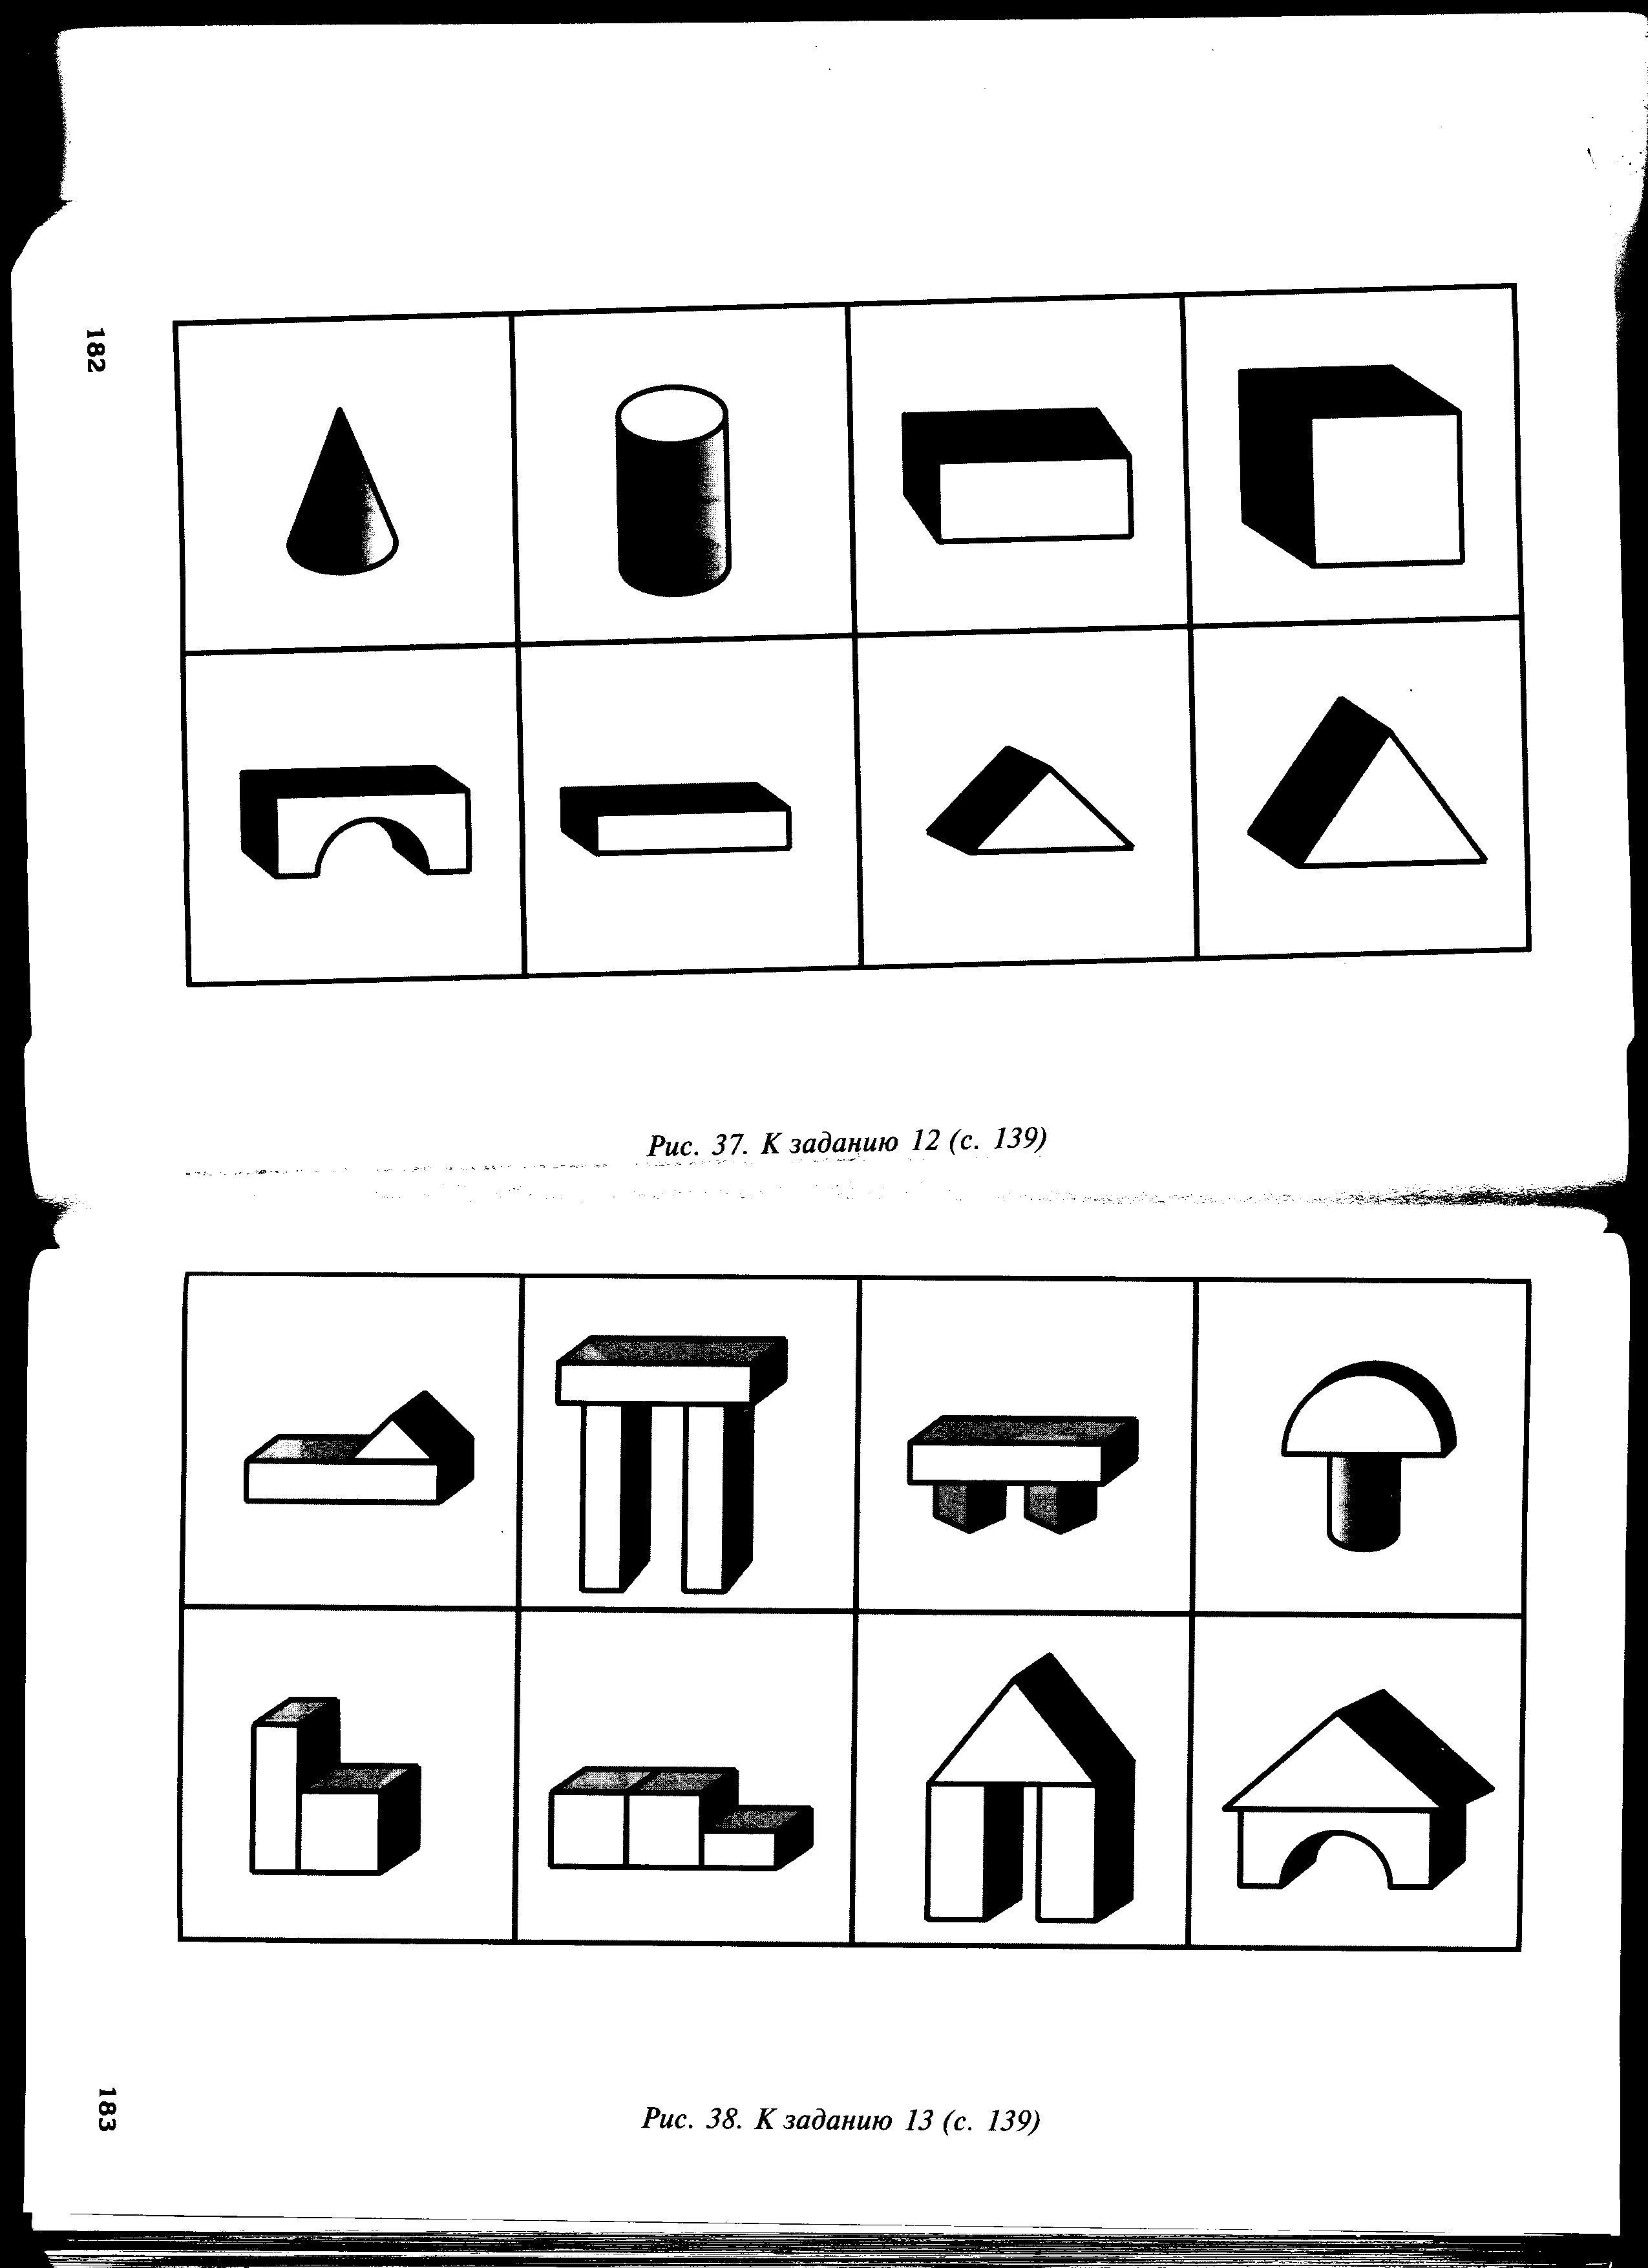 182
Рис. 37. К заданию 12 (с. 139)
Рис. 38. К заданию 13 (с. 139)
183